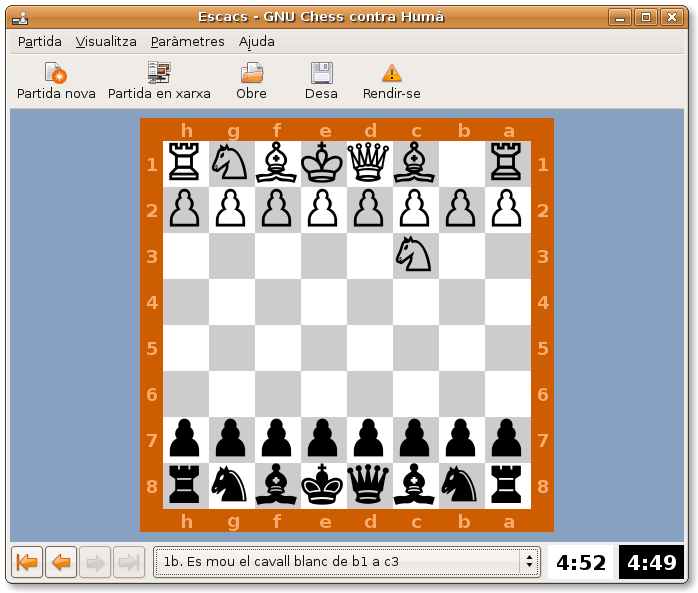 Escacs - GNU Chess contra Humà
Partida Visualitza Paràmetres Ajuda
Partida nova Partida en xarxa Obre Desa Rendir-se
h g f e d c b a
1 1
2 2
3 3
4 4
5 5
6 6
7 7
8 8
h g f e d c b a
1b. Es mou el cavall blanc de b1 a c3
4:52 4:49